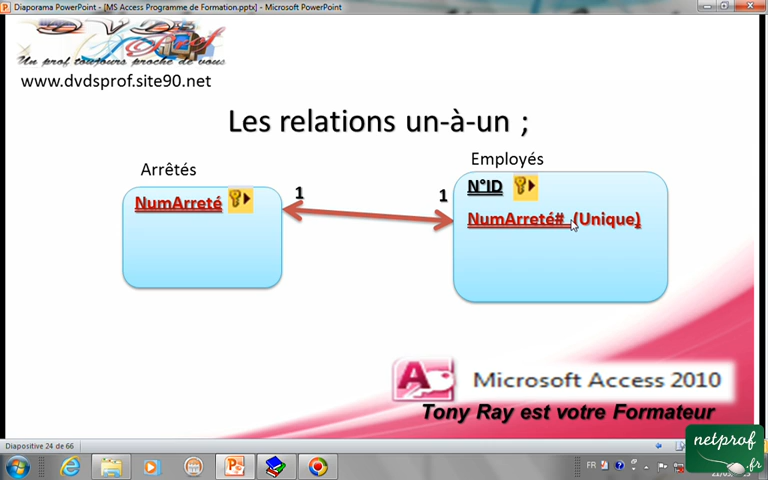 Diaporama PowerPoint - [MS Access Programme de Formation.pptx] - Microsoft PowerPoint
Prof
Un prof toujours proche de vous
www.dvdsprof.site90.net
Les relations un-à-un ;
Arrêtés
Employés
NumArreté
1
1
N°ID
NumArreté# (Unique)
Microsoft Access 2010
Tony Ray est votre Formateur
Diapositive 24 de 66
netprof
.fr
FR